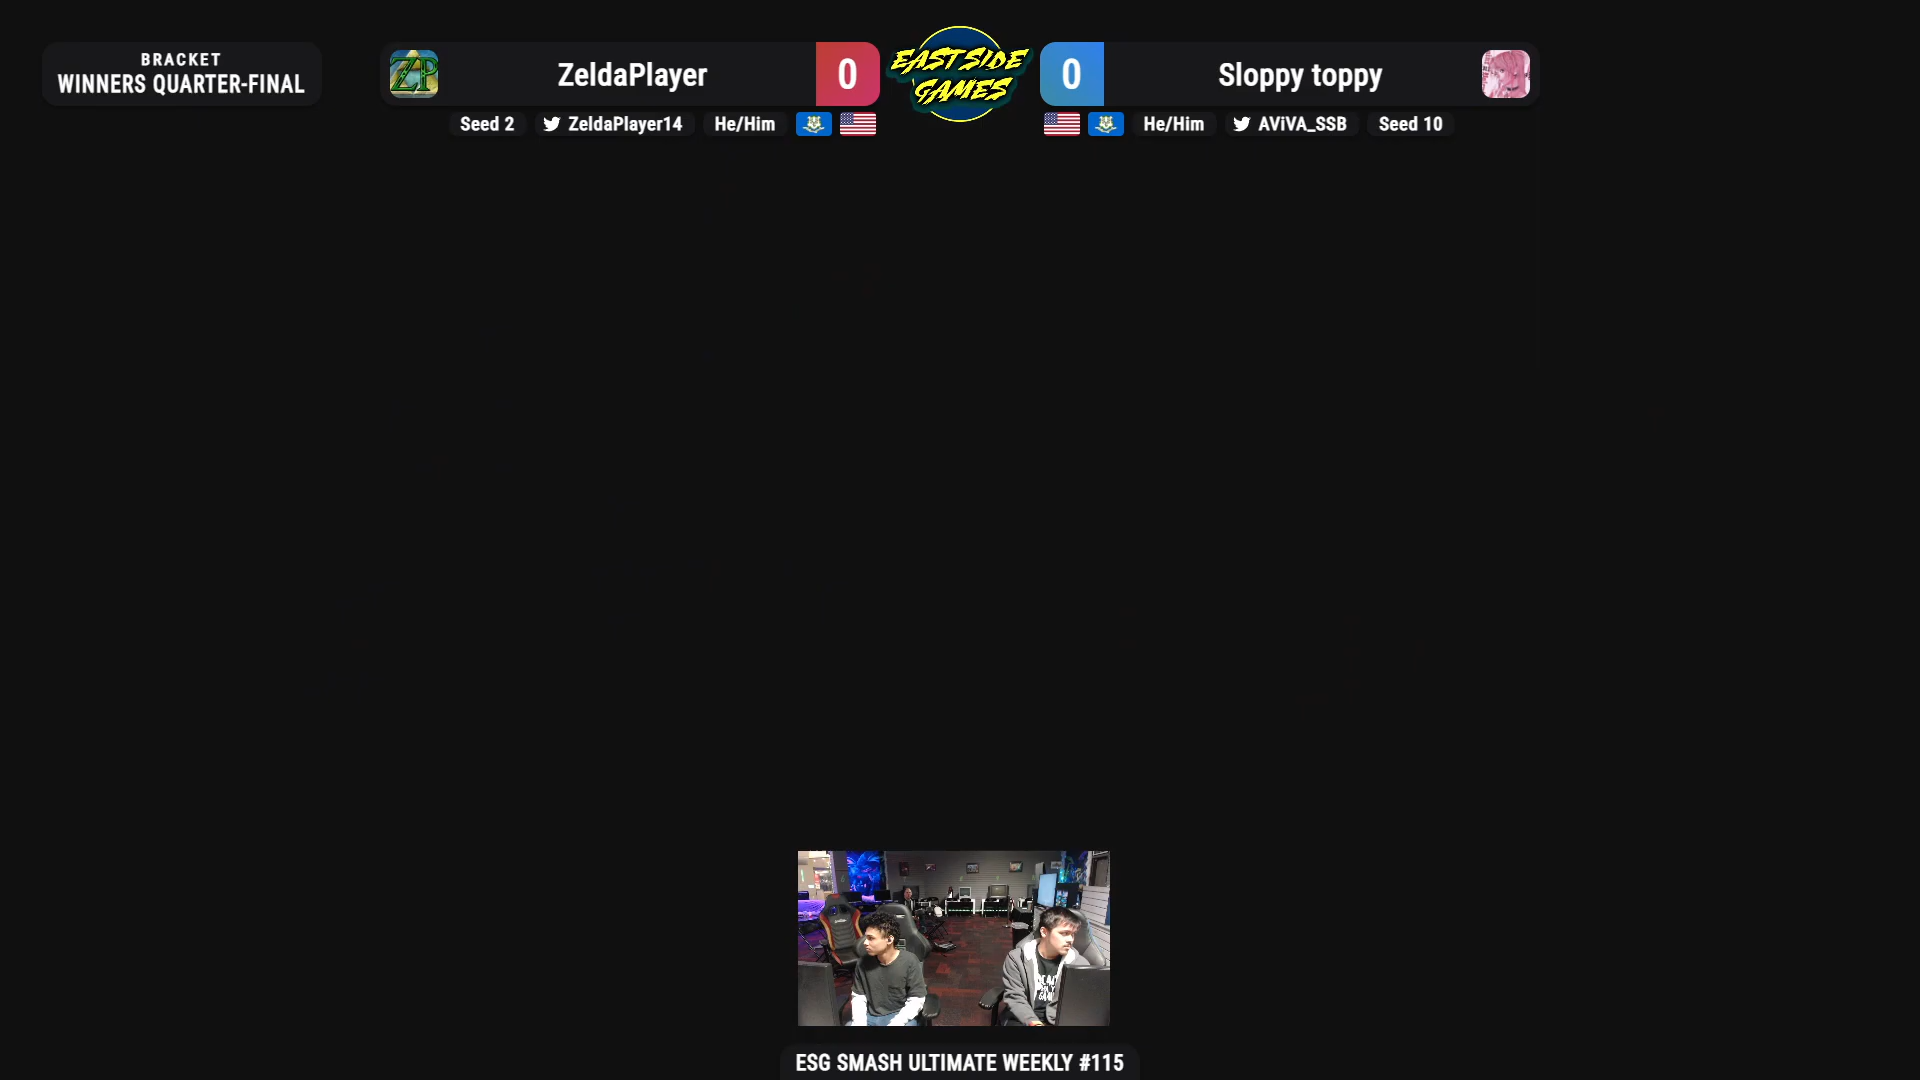 BRACKET
WINNERS QUARTER-FINAL
ZP
ZeldaPlayer
0
EAST SIDE
GAMES
0
Sloppy toppy
Seed 2
ZeldaPlayer14
He/Him
He/Him
AViVA_SSB
Seed 10
ESG SMASH ULTIMATE WEEKLY #115